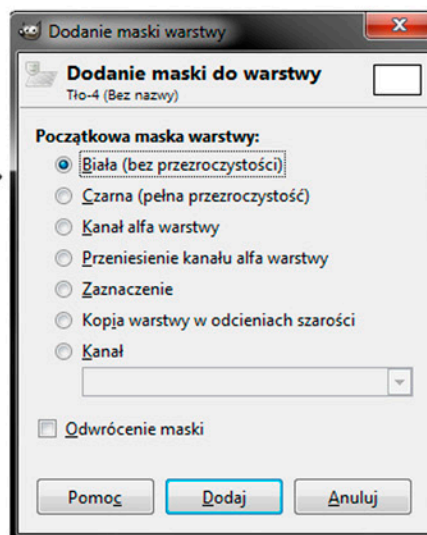 Dodanie maski warstwy
Dodanie maski do warstwy
Tło-4 (Bez nazwy)
Początkowa maska warstwy:
Biała (bez przezroczystości)
Czarna (pełna przezroczystość)
Kanał alfa warstwy
Przeniesienie kanału alfa warstwy
Zaznaczenie
Kopia warstwy w odcieniach szarości
Kanał
Odwrócenie maski
Pomoc Dodaj Anuluj